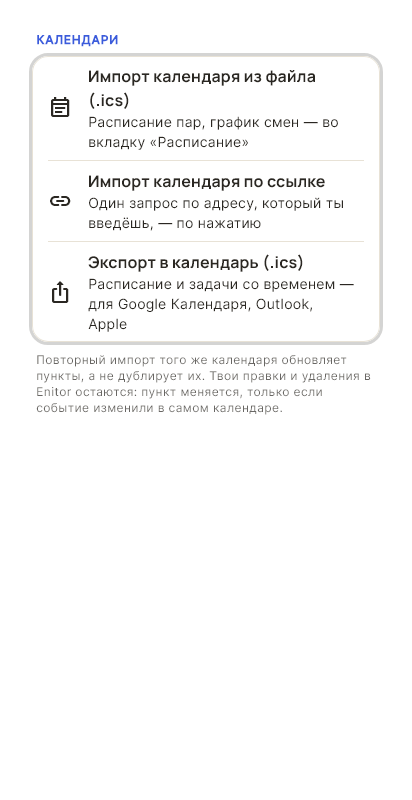 КАЛЕНДАРИ
Импорт календаря из файла
(.ics)
Расписание пар, график смен — во
вкладку «Расписание»
Импорт календаря по ссылке
Один запрос по адресу, который ты
введёшь, — по нажатию
Экспорт в календарь (.ics)
Расписание и задачи со временем —
для Google Календаря, Outlook,
Apple
Повторный импорт того же календаря обновляет
пункты, а не дублирует их. Твои правки и удаления в
Enitor остаются: пункт меняется, только если
событие изменили в самом календаре.